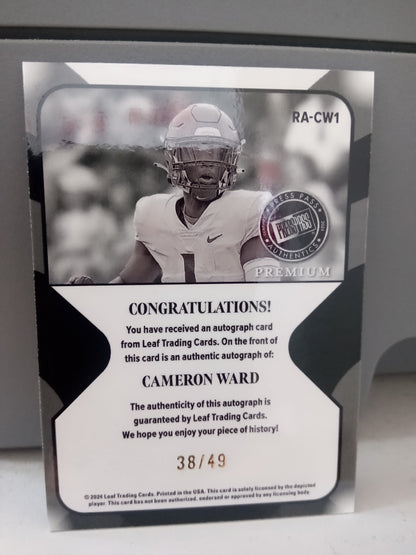 RA-CW1
PRESS PASS
AUTHENTICS
PREMIUM
CONGRATULATIONS!
You have received an autograph card
from Leaf Trading Cards. On the front of
this card is an authentic autograph of:
CAMERON WARD
The authenticity of this autograph is
guaranteed by Leaf Trading Cards.
We hope you enjoy your piece of history!
38/49
© 2024 Leaf Trading Cards. Printed in the USA. This card is solely licensed by the depicted
player. This card has not been authorized, endorsed or approved by any licensing body.